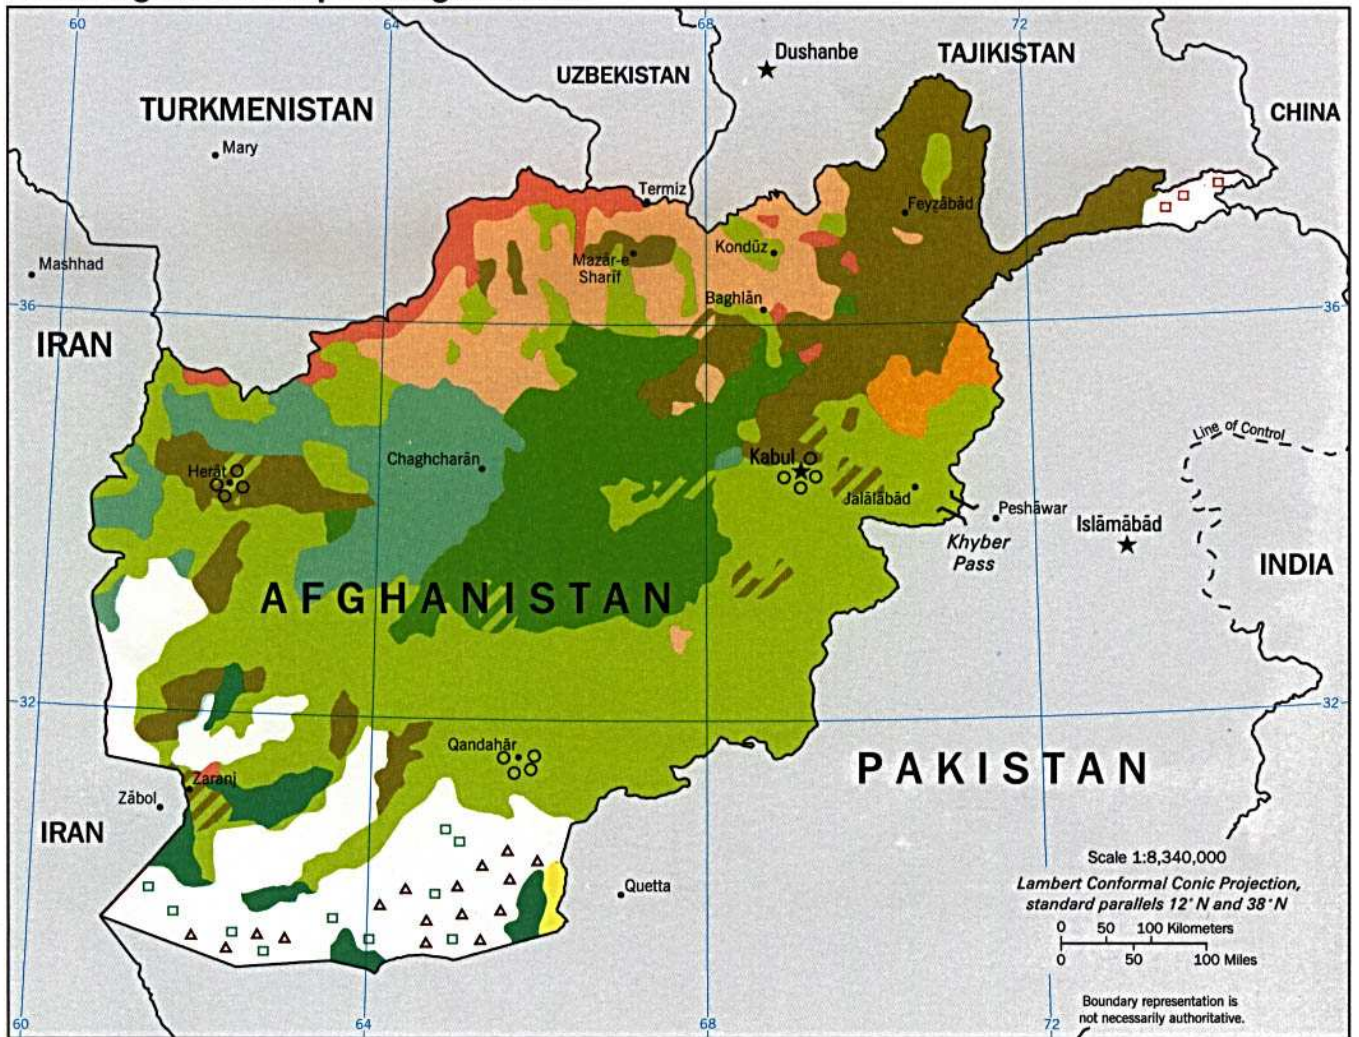 60
64
68
72
Dushanbe
TAJIKISTAN
UZBEKISTAN
TURKMENISTAN
CHINA
Mary
Termiz
Feyẓābād
Mashhad
Kondūz
Mazār-e
Sharīf
Baghlān
36
36
IRAN
Line of Control
Herāt
Chaghcharān
Kabul
Jalālābād
Peshāwar
Islāmābād
Khyber
Pass
INDIA
AFGHANISTAN
32
32
Qandahār
PAKISTAN
Zaranj
Zābol
IRAN
Quetta
Scale 1:8,340,000
Lambert Conformal Conic Projection,
standard parallels 12°N and 38°N
0 50 100 Kilometers
0 50 100 Miles
Boundary representation is
not necessarily authoritative.
60
64
68
72